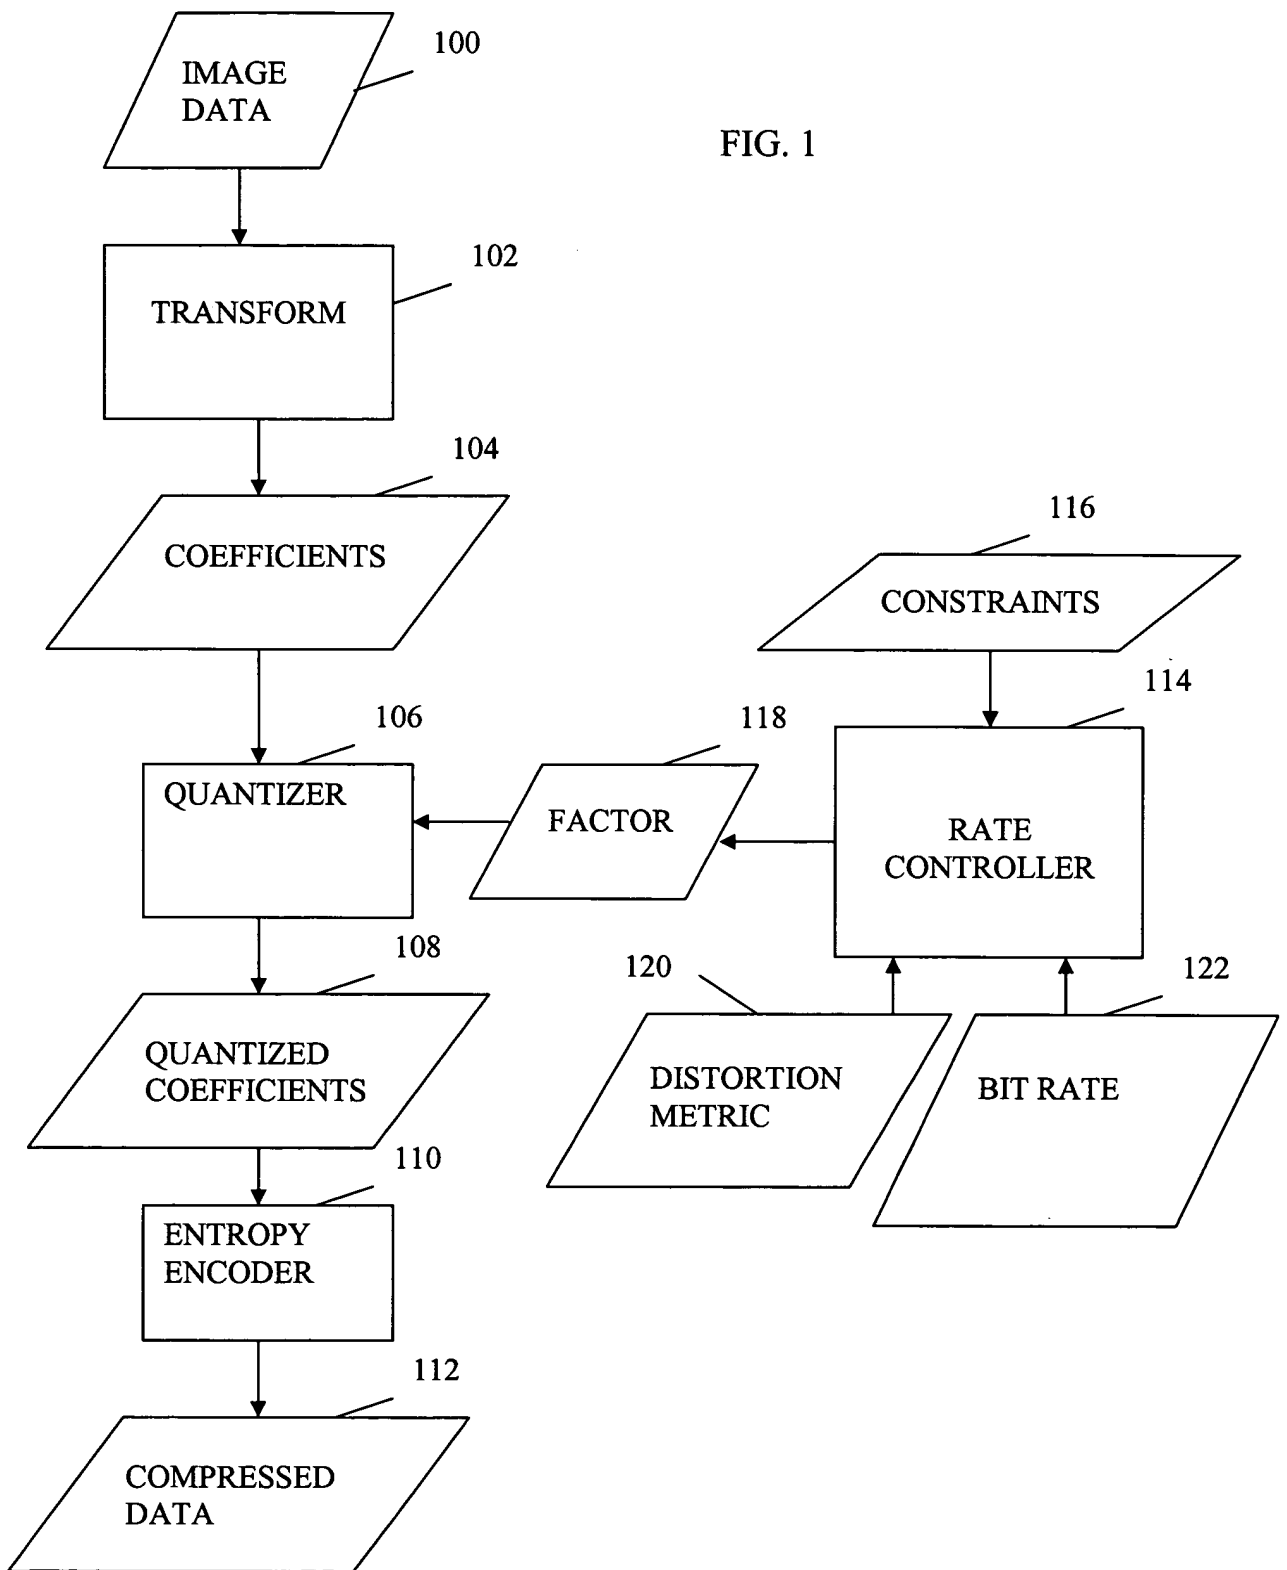 100
IMAGE
DATA
FIG. 1
102
TRANSFORM
104
COEFFICIENTS
116
CONSTRAINTS
106
118
114
QUANTIZER
FACTOR
RATE
CONTROLLER
108
120
122
QUANTIZED
COEFFICIENTS
DISTORTION
METRIC
BIT RATE
110
ENTROPY
ENCODER
112
COMPRESSED
DATA